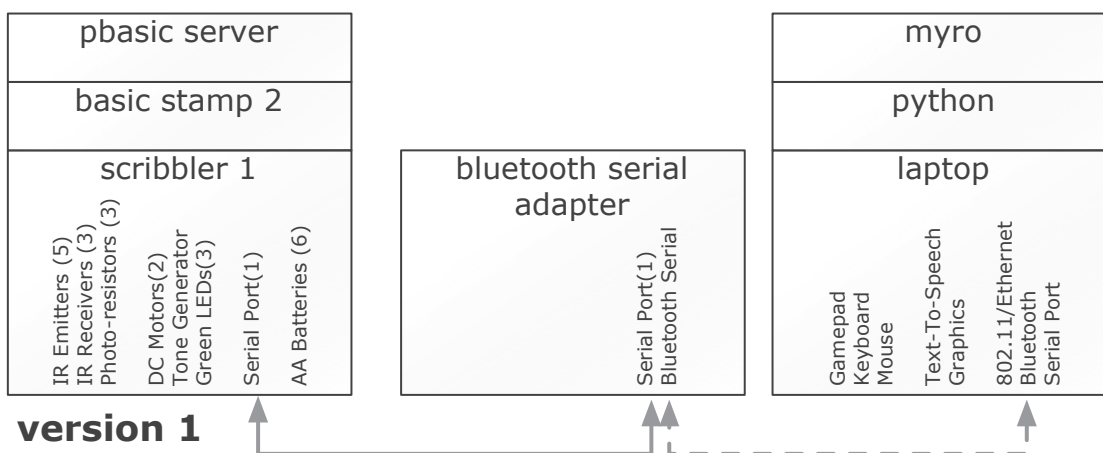 pbasic server
basic stamp 2
scribbler 1
IR Emitters (5)
IR Receivers (3)
Photo-resistors (3)
DC Motors(2)
Tone Generator
Green LEDs(3)
Serial Port(1)
AA Batteries (6)
bluetooth serial
adapter
Serial Port(1)
Bluetooth Serial
myro
python
laptop
Gamepad
Keyboard
Mouse
Text-To-Speech
Graphics
802.11/Ethernet
Bluetooth
Serial Port
version 1